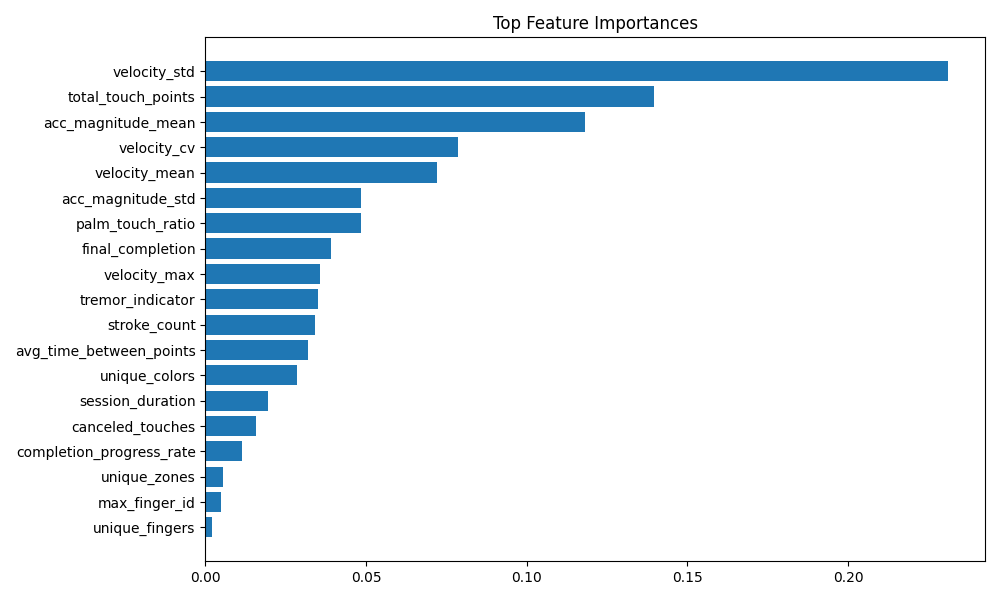 Top Feature Importances
velocity_std
total_touch_points
acc_magnitude_mean
velocity_cv
velocity_mean
acc_magnitude_std
palm_touch_ratio
final_completion
velocity_max
tremor_indicator
stroke_count
avg_time_between_points
unique_colors
session_duration
canceled_touches
completion_progress_rate
unique_zones
max_finger_id
unique_fingers
0.00 0.05 0.10 0.15 0.20